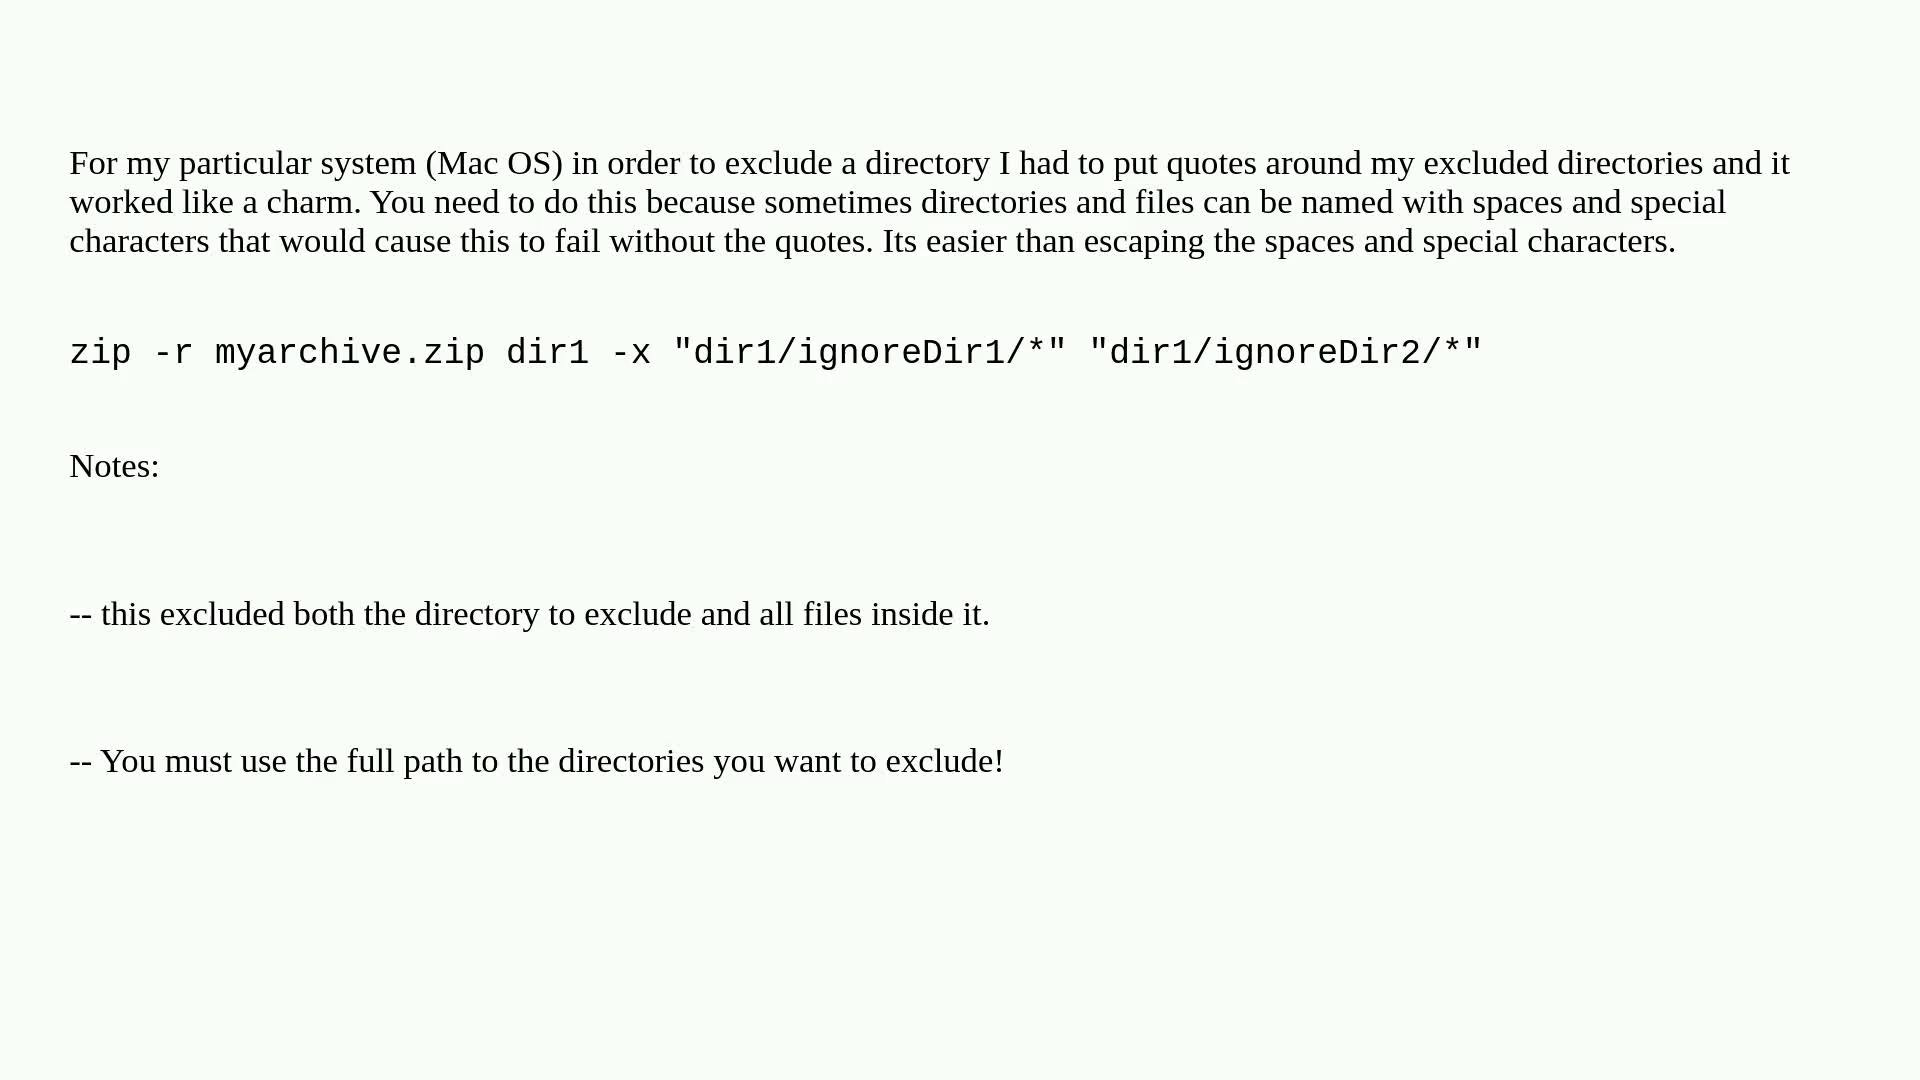 For my particular system (Mac OS) in order to exclude a directory I had to put quotes around my excluded directories and it
worked like a charm. You need to do this because sometimes directories and files can be named with spaces and special
characters that would cause this to fail without the quotes. Its easier than escaping the spaces and special characters.
zip -r myarchive.zip dir1 -x "dir1/ignoreDir1/*" "dir1/ignoreDir2/*"
Notes:
-- this excluded both the directory to exclude and all files inside it.
-- You must use the full path to the directories you want to exclude!